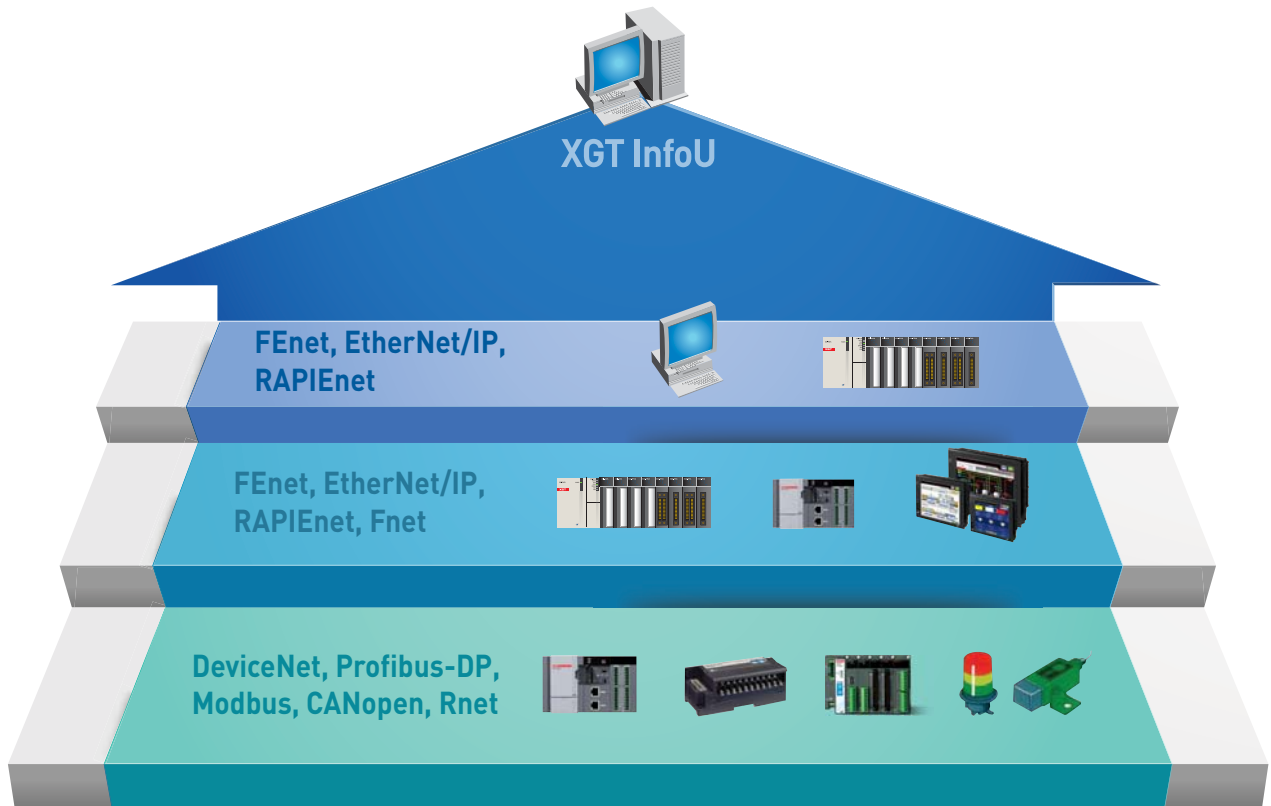 XGT InfoU
FEnet, EtherNet/IP,
RAPIEnet
FEnet, EtherNet/IP,
RAPIEnet, Fnet
DeviceNet, Profibus-DP,
Modbus, CANopen, Rnet